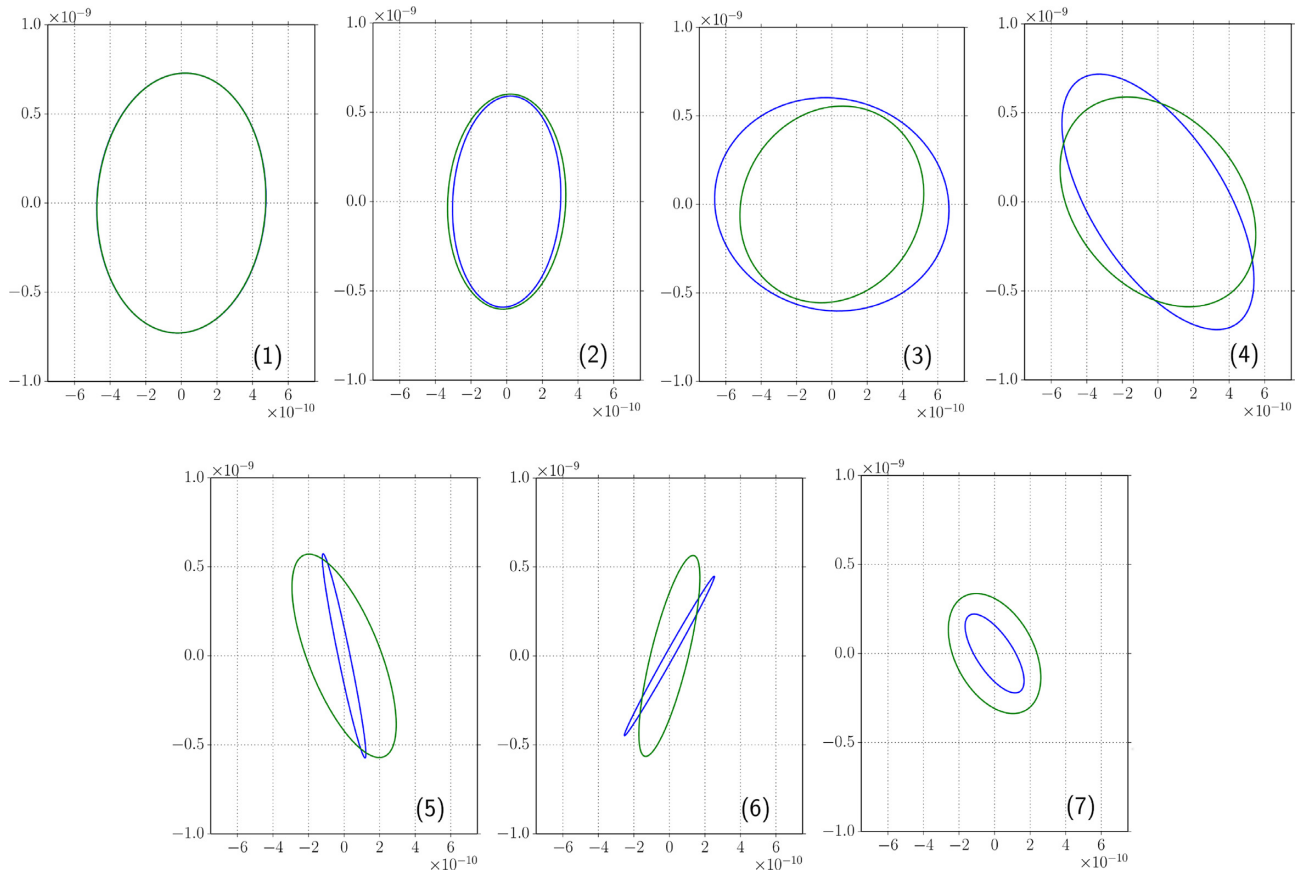 ×10⁻⁹ ×10⁻⁹ ×10⁻⁹ ×10⁻⁹
1.0 1.0 1.0 1.0
0.5 0.5 0.5 0.5
0.0 0.0 0.0 0.0
−0.5 −0.5 −0.5 −0.5
(1) (2) (3) (4)
−1.0 −1.0 −1.0 −1.0
−6 −4 −2 0 2 4 6 −6 −4 −2 0 2 4 6 −6 −4 −2 0 2 4 6 −6 −4 −2 0 2 4 6
×10⁻¹⁰ ×10⁻¹⁰ ×10⁻¹⁰ ×10⁻¹⁰
×10⁻⁹ ×10⁻⁹ ×10⁻⁹
1.0 1.0 1.0
0.5 0.5 0.5
0.0 0.0 0.0
−0.5 −0.5 −0.5
(5) (6) (7)
−1.0 −1.0 −1.0
−6 −4 −2 0 2 4 6 −6 −4 −2 0 2 4 6 −6 −4 −2 0 2 4 6
×10⁻¹⁰ ×10⁻¹⁰ ×10⁻¹⁰